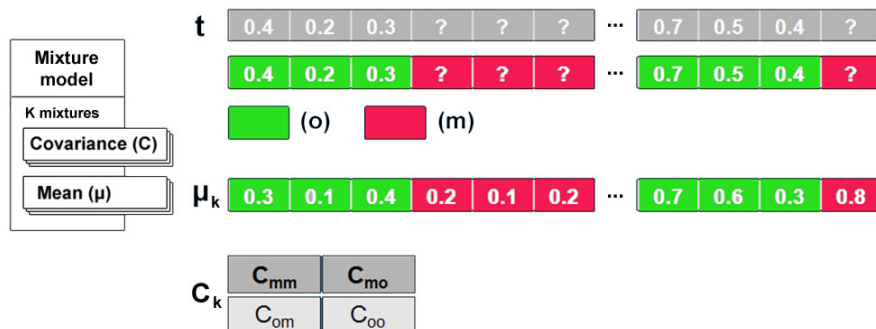 t 0.4 0.2 0.3 ? ? ? ... 0.7 0.5 0.4 ?
0.4 0.2 0.3 ? ? ? ... 0.7 0.5 0.4 ?
Mixture
model
K mixtures
Covariance (C)
Mean (μ)
(o) (m)
μk 0.3 0.1 0.4 0.2 0.1 0.2 ... 0.7 0.6 0.3 0.8
Ck
Cmm Cmo
Com Coo